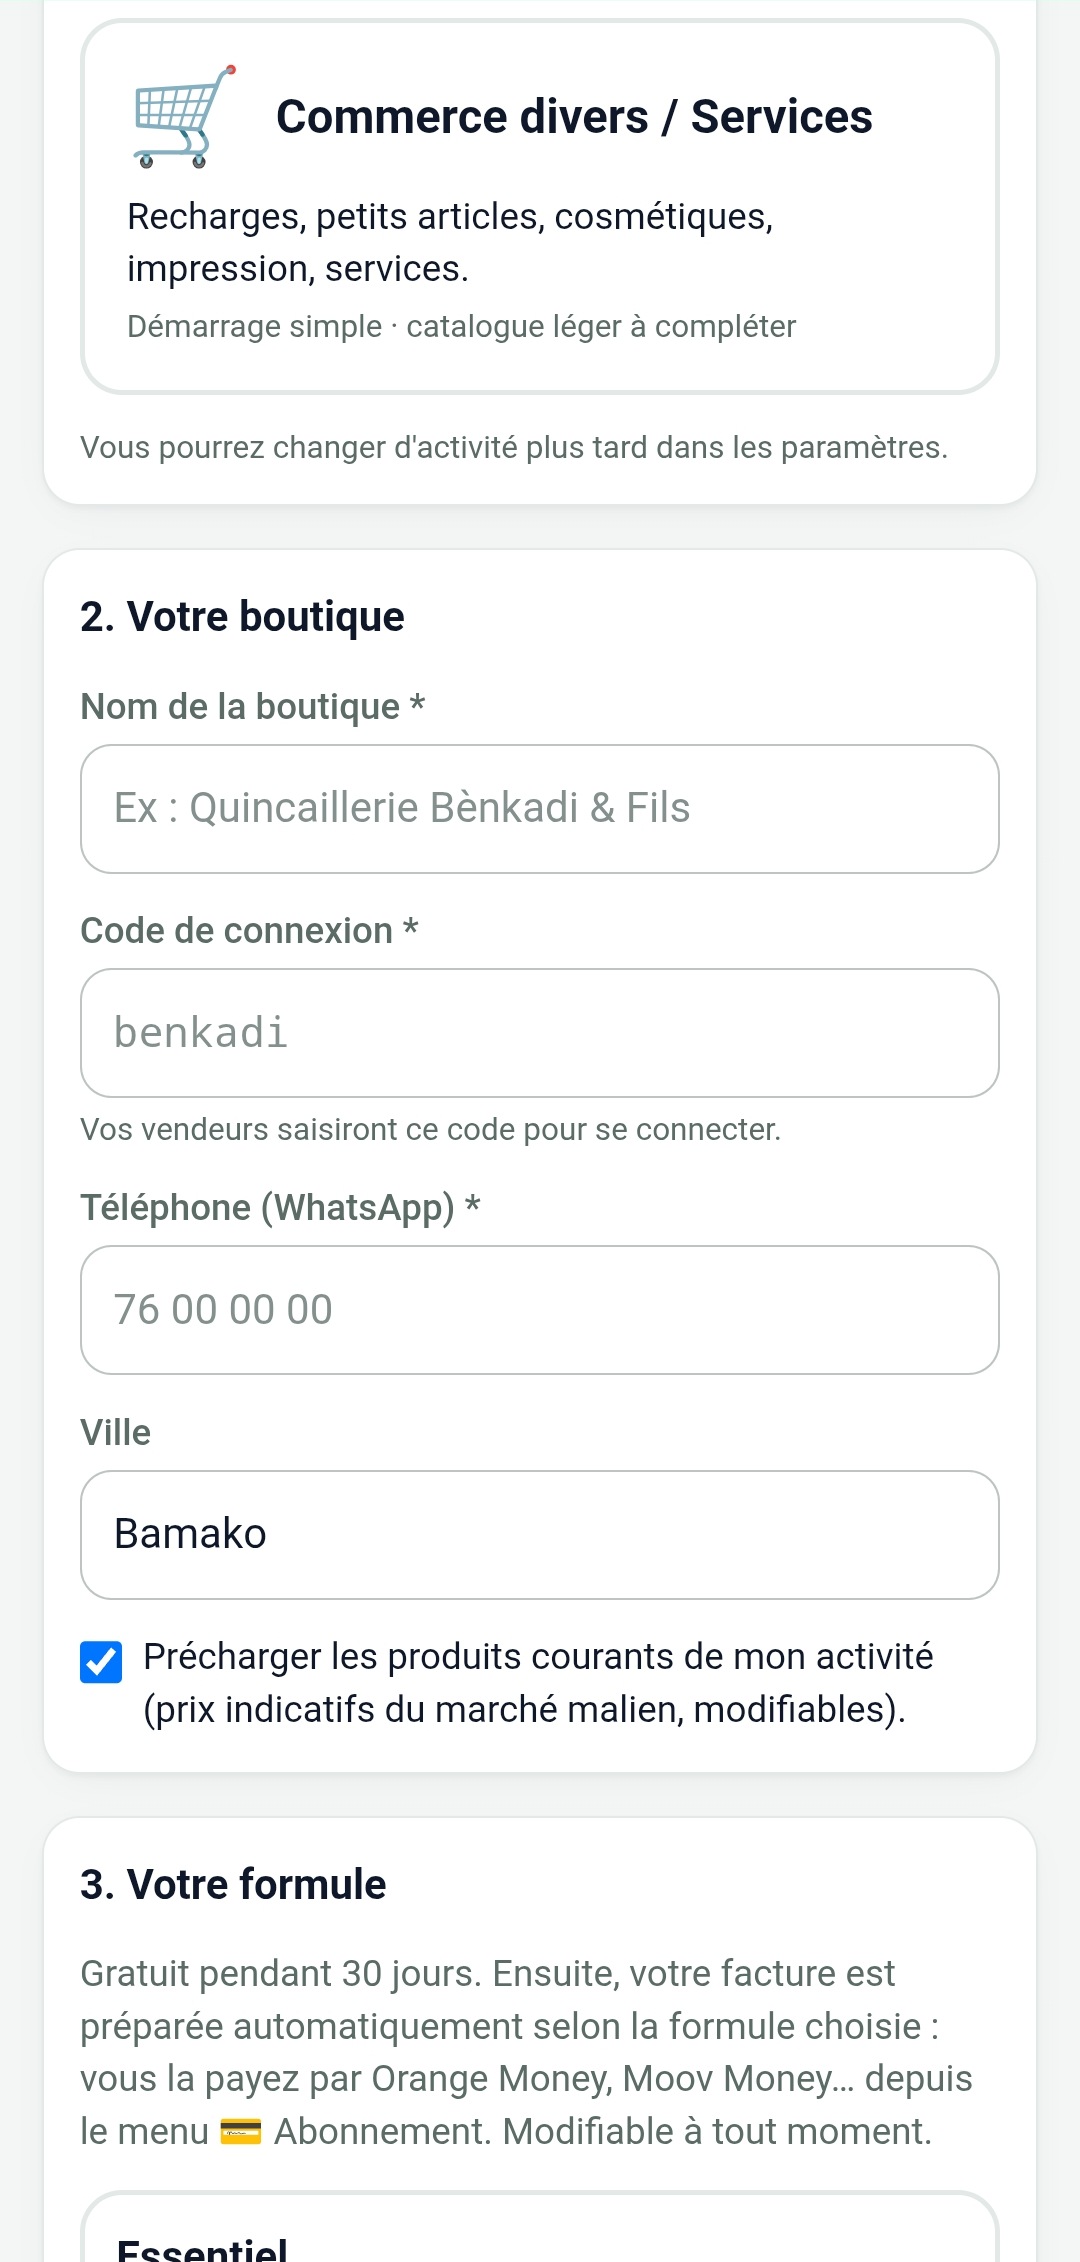 Commerce divers / Services
Recharges, petits articles, cosmétiques,
impression, services.
Démarrage simple · catalogue léger à compléter
Vous pourrez changer d'activité plus tard dans les paramètres.
2. Votre boutique
Nom de la boutique *
Ex : Quincaillerie Bènkadi & Fils
Code de connexion *
benkadi
Vos vendeurs saisiront ce code pour se connecter.
Téléphone (WhatsApp) *
76 00 00 00
Ville
Bamako
Précharger les produits courants de mon activité
(prix indicatifs du marché malien, modifiables).
3. Votre formule
Gratuit pendant 30 jours. Ensuite, votre facture est
préparée automatiquement selon la formule choisie :
vous la payez par Orange Money, Moov Money… depuis
le menu 💳 Abonnement. Modifiable à tout moment.
Essentiel